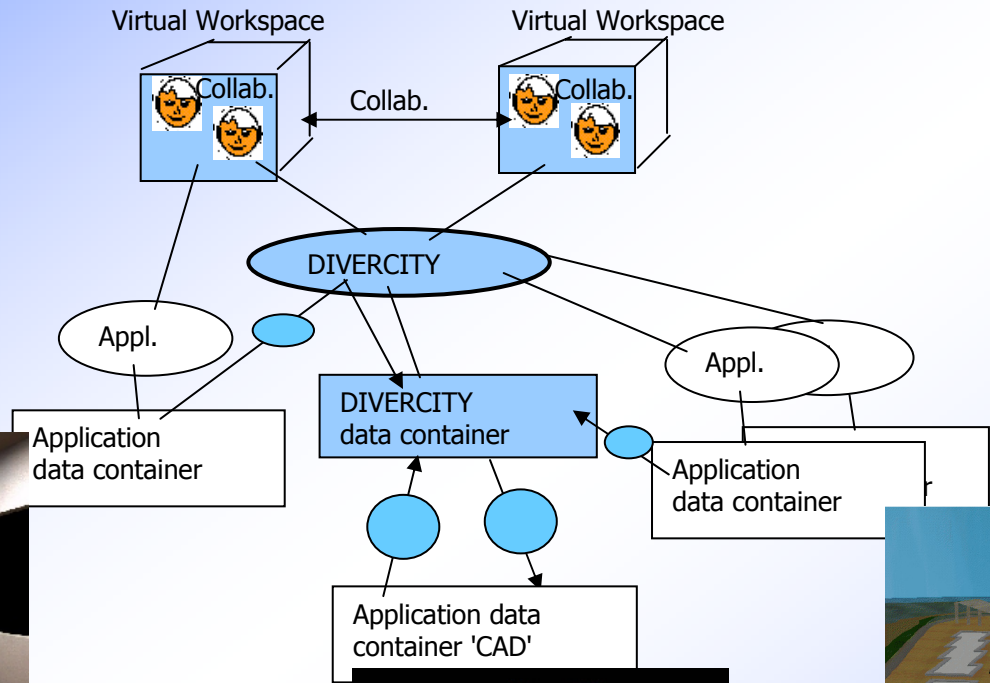 Virtual Workspace
Virtual Workspace
Collab.
Collab.
Collab.
DIVERCITY
Appl.
Appl.
DIVERCITY
data container
Application
data container
Application
data container
r
Application data
container 'CAD'